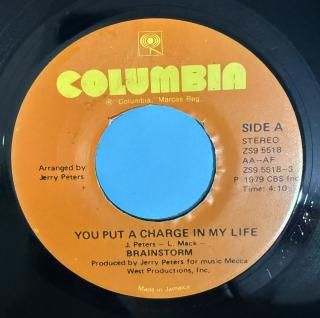 COLUMBIA
® Columbia, Marcas Reg.
SIDE A
STEREO
ZS9 5518
AA-AF
ZS9 5518-3
℗ 1979 CBS Inc
Time: 4:10
Arranged by
Jerry Peters
YOU PUT A CHARGE IN MY LIFE
J. Peters - L. Mack -
BRAINSTORM
Produced by Jerry Peters for music Mecca
West Productions, Inc.
Made in Jamaica